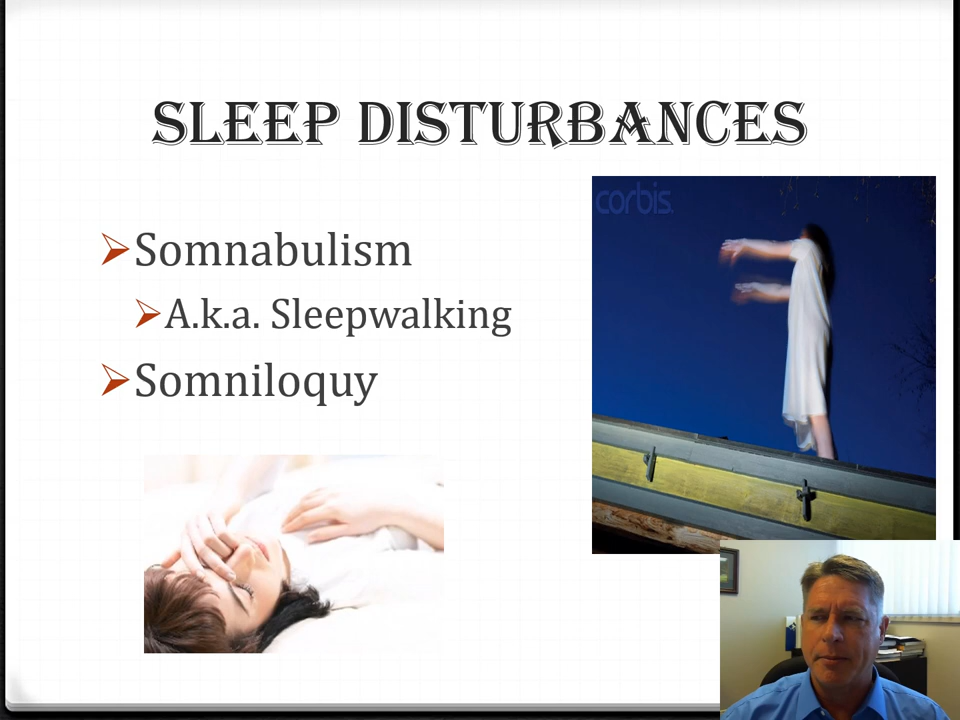 SLEEP DISTURBANCES
corbis.
Somnabulism
A.k.a. Sleepwalking
Somniloquy